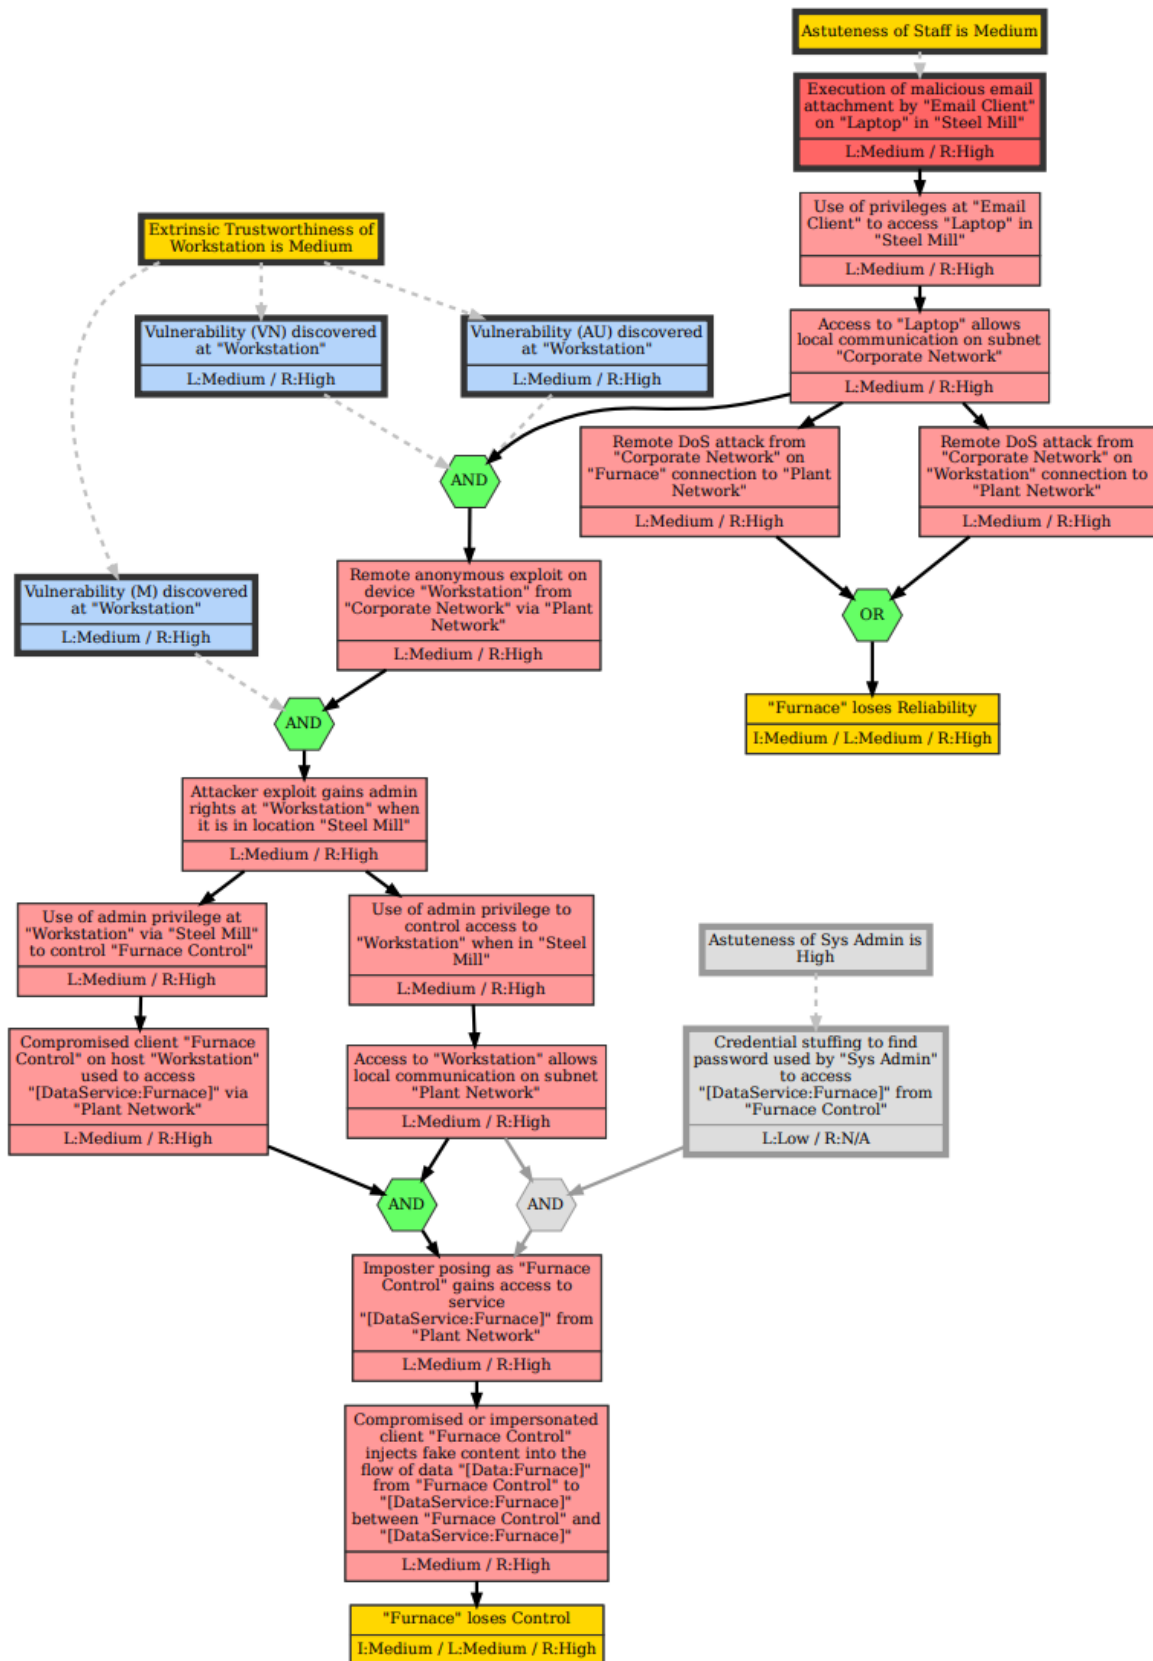 Astuteness of Staff is Medium
Execution of malicious email
attachment by "Email Client"
on "Laptop" in "Steel Mill"
L:Medium / R:High
Use of privileges at "Email
Client" to access "Laptop" in
"Steel Mill"
L:Medium / R:High
Extrinsic Trustworthiness of
Workstation is Medium
Vulnerability (VN) discovered
at "Workstation"
L:Medium / R:High
Vulnerability (AU) discovered
at "Workstation"
L:Medium / R:High
Access to "Laptop" allows
local communication on subnet
"Corporate Network"
L:Medium / R:High
Remote DoS attack from
"Corporate Network" on
"Furnace" connection to "Plant
Network"
L:Medium / R:High
Remote DoS attack from
"Corporate Network" on
"Workstation" connection to
"Plant Network"
L:Medium / R:High
AND
Vulnerability (M) discovered
at "Workstation"
L:Medium / R:High
Remote anonymous exploit on
device "Workstation" from
"Corporate Network" via "Plant
Network"
L:Medium / R:High
OR
AND
"Furnace" loses Reliability
I:Medium / L:Medium / R:High
Attacker exploit gains admin
rights at "Workstation" when
it is in location "Steel Mill"
L:Medium / R:High
Use of admin privilege at
"Workstation" via "Steel Mill"
to control "Furnace Control"
L:Medium / R:High
Use of admin privilege to
control access to
"Workstation" when in "Steel
Mill"
L:Medium / R:High
Astuteness of Sys Admin is
High
Compromised client "Furnace
Control" on host "Workstation"
used to access
"[DataService:Furnace]" via
"Plant Network"
L:Medium / R:High
Access to "Workstation" allows
local communication on subnet
"Plant Network"
L:Medium / R:High
Credential stuffing to find
password used by "Sys Admin"
to access
"[DataService:Furnace]" from
"Furnace Control"
L:Low / R:N/A
AND
AND
Imposter posing as "Furnace
Control" gains access to
service
"[DataService:Furnace]" from
"Plant Network"
L:Medium / R:High
Compromised or impersonated
client "Furnace Control"
injects fake content into the
flow of data "[Data:Furnace]"
from "Furnace Control" to
"[DataService:Furnace]"
between "Furnace Control" and
"[DataService:Furnace]"
L:Medium / R:High
"Furnace" loses Control
I:Medium / L:Medium / R:High